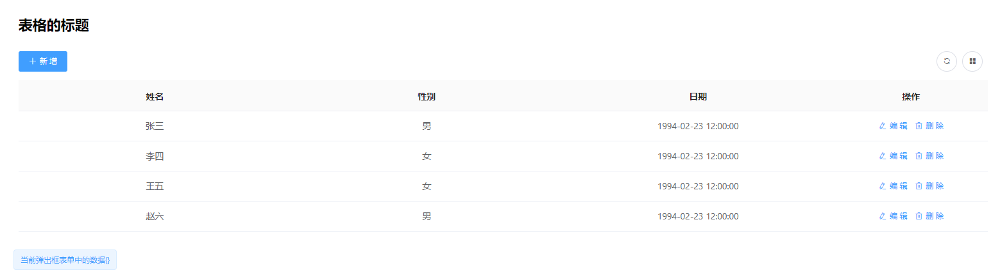 表格的标题
新增
姓名 性别 日期 操作
张三 男 1994-02-23 12:00:00 编辑 删除
李四 女 1994-02-23 12:00:00 编辑 删除
王五 女 1994-02-23 12:00:00 编辑 删除
赵六 男 1994-02-23 12:00:00 编辑 删除
当前弹出框表单中的数据{}